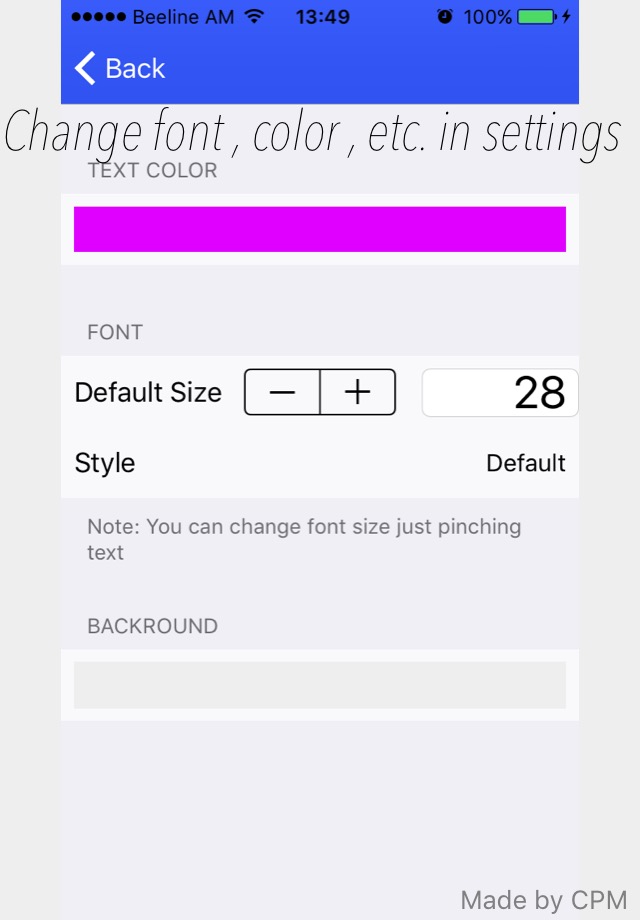 Beeline AM 13:49 100%
Back
Change font , color , etc. in settings
TEXT COLOR
FONT
Default Size − + 28
Style Default
Note: You can change font size just pinching
text
BACKROUND
Made by CPM